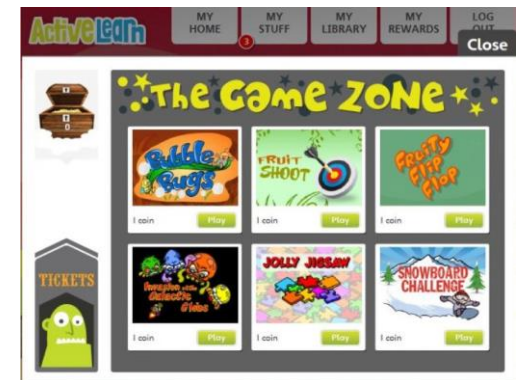 ActiveLearn
MY HOME
MY STUFF
3
MY LIBRARY
MY REWARDS
LOG OUT
Close
The Game ZONE
0
Bubble Bugs
FRUIT SHOOT
FRUITY FLIP FLOP
1 coin
Play
1 coin
Play
1 coin
Play
Invasion of the Galactic Globs
JOLLY JIGSAW
SNOWBOARD CHALLENGE
1 coin
Play
1 coin
Play
1 coin
Play
TICKETS